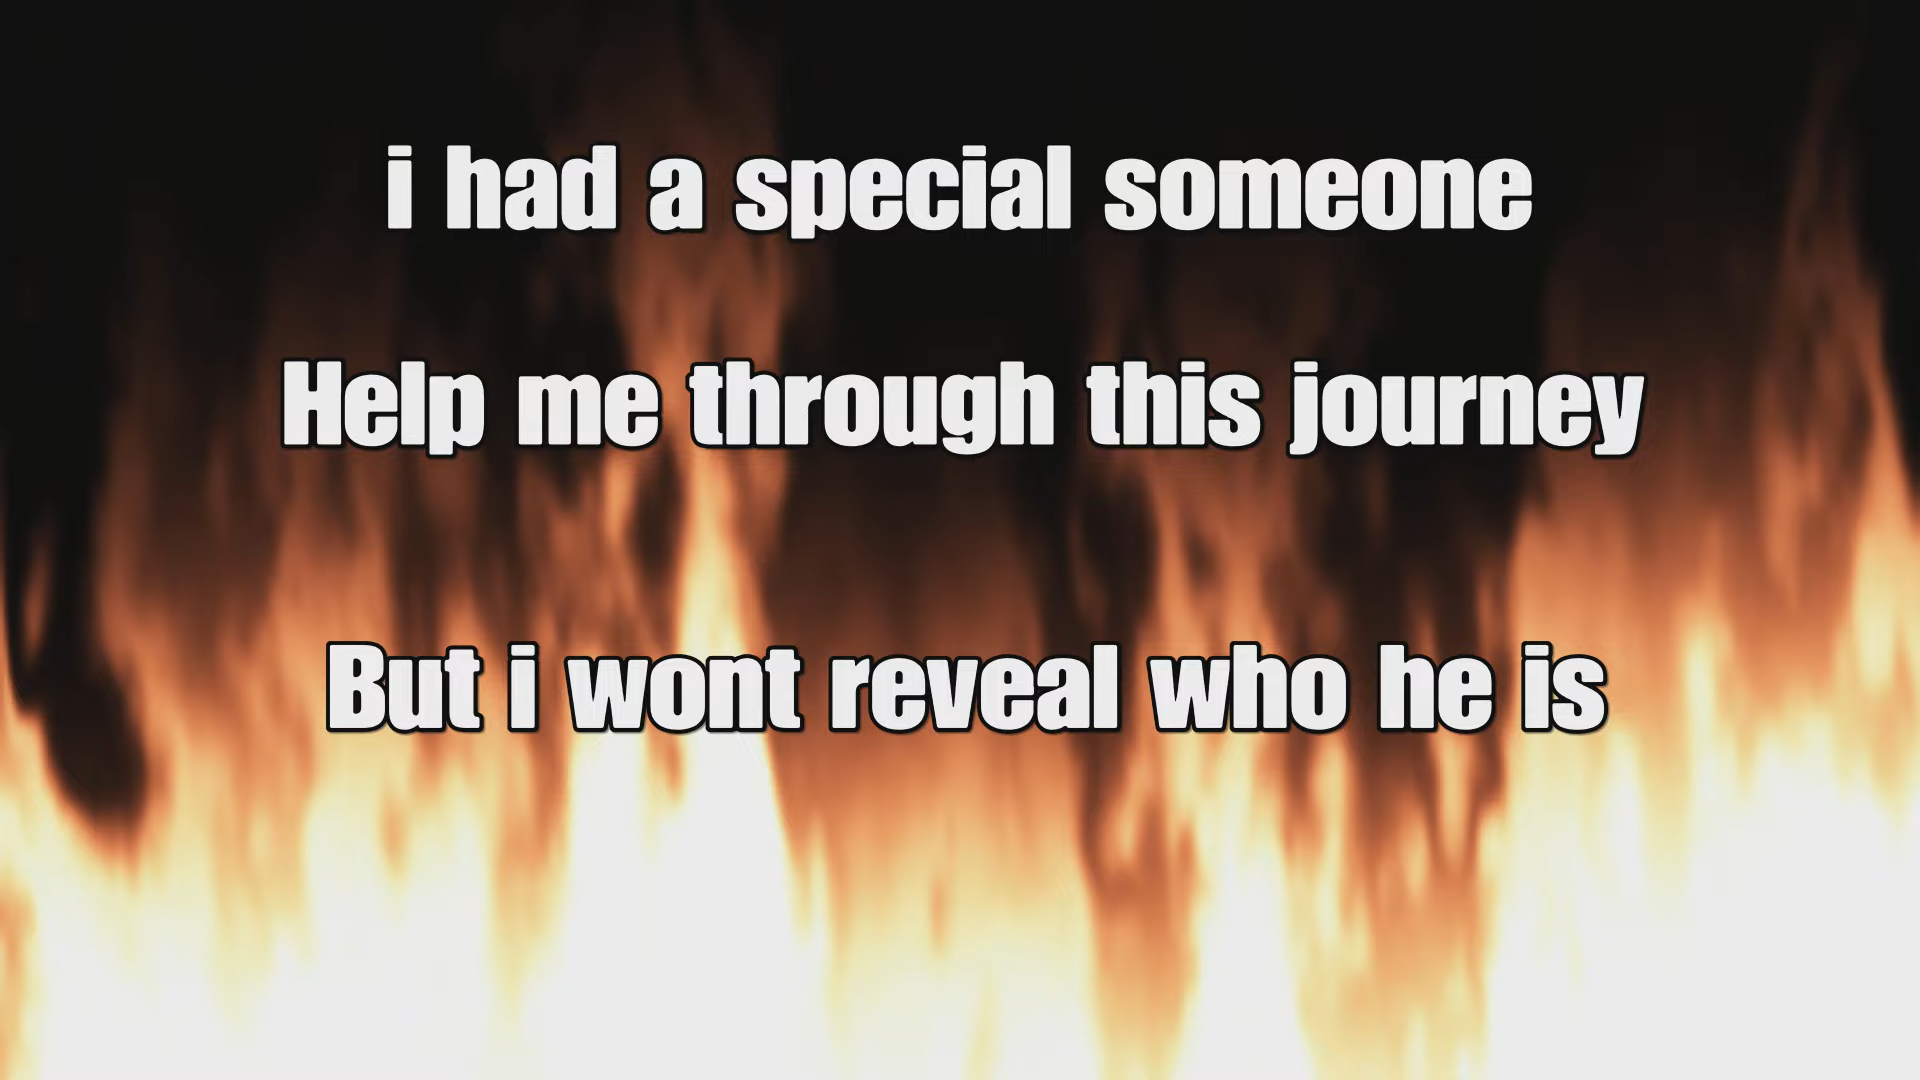 i had a special someone
Help me through this journey
But i wont reveal who he is